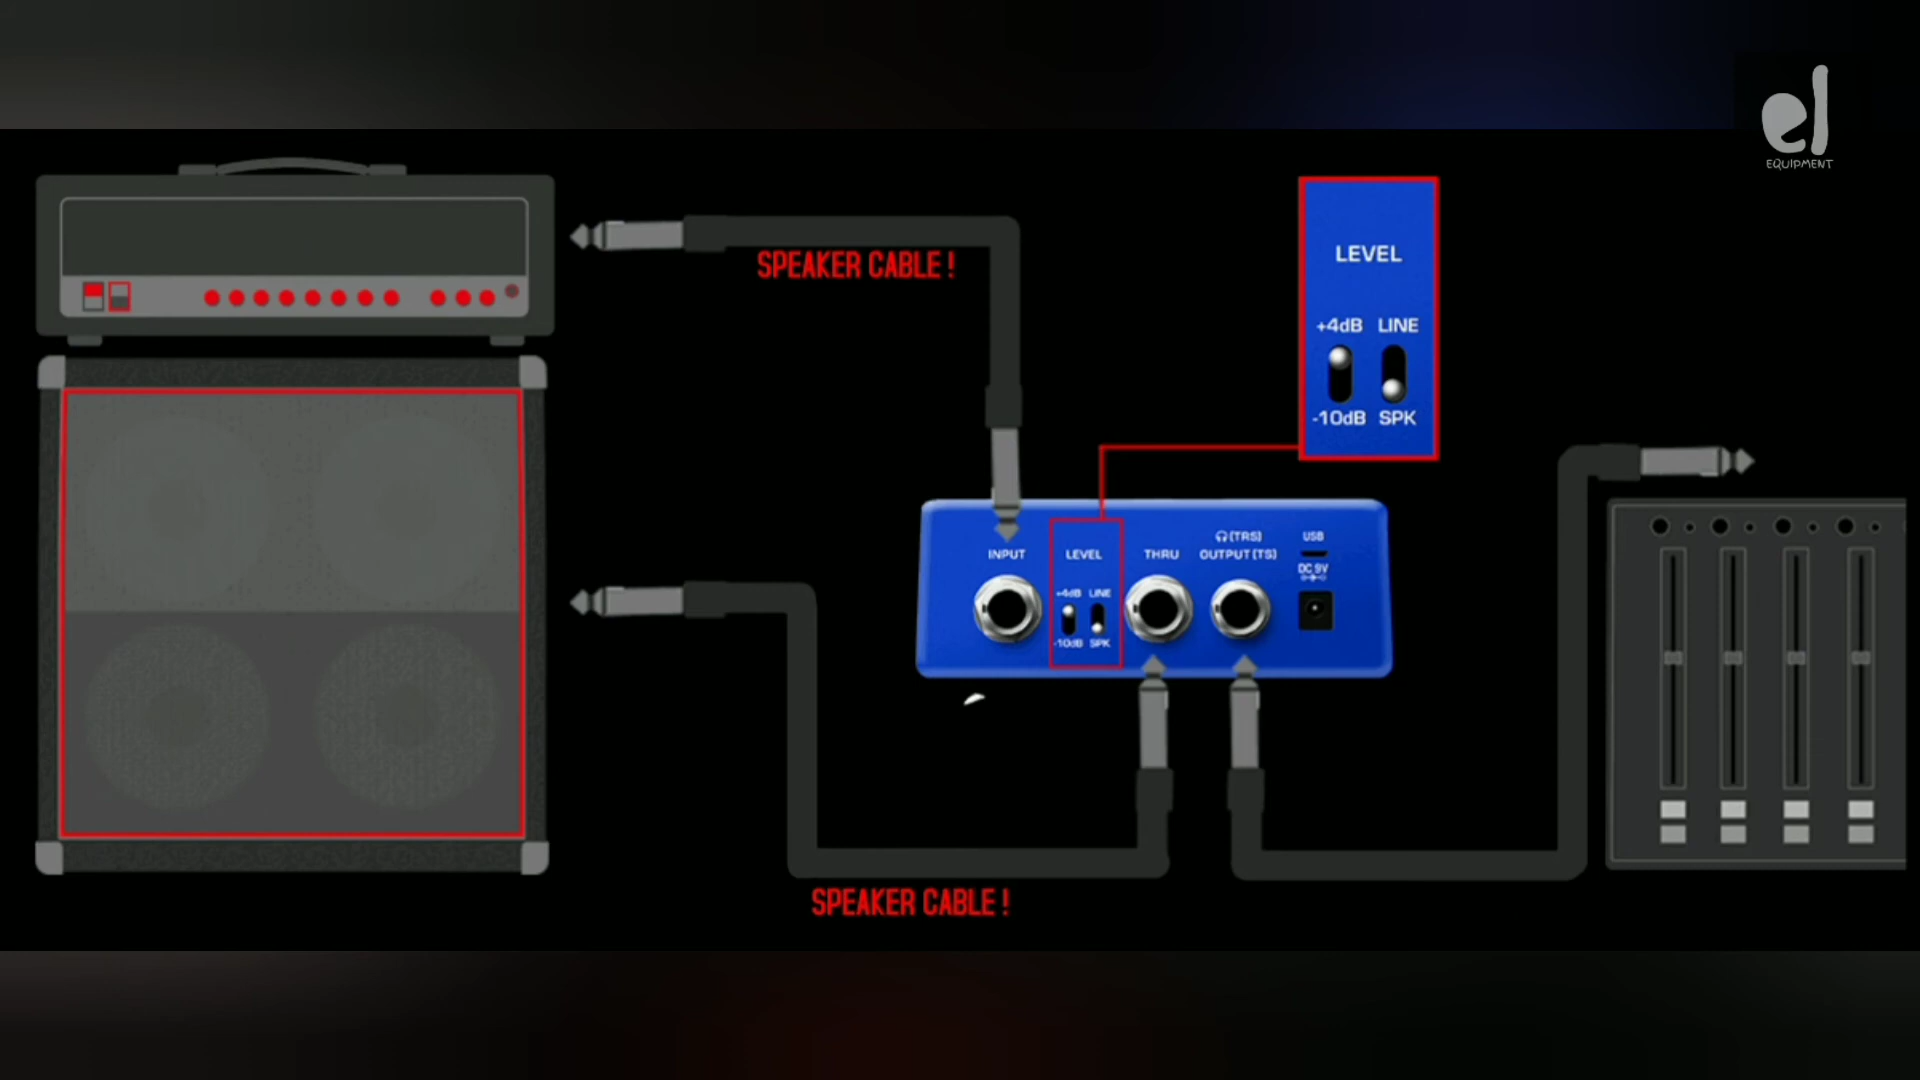 el
EQUIPMENT
SPEAKER CABLE !
LEVEL
+4dB LINE
-10dB SPK
INPUT
LEVEL
+4dB LINE
-10dB SPK
THRU
(TRS)
OUTPUT (TS)
USB
DC 9V
SPEAKER CABLE !